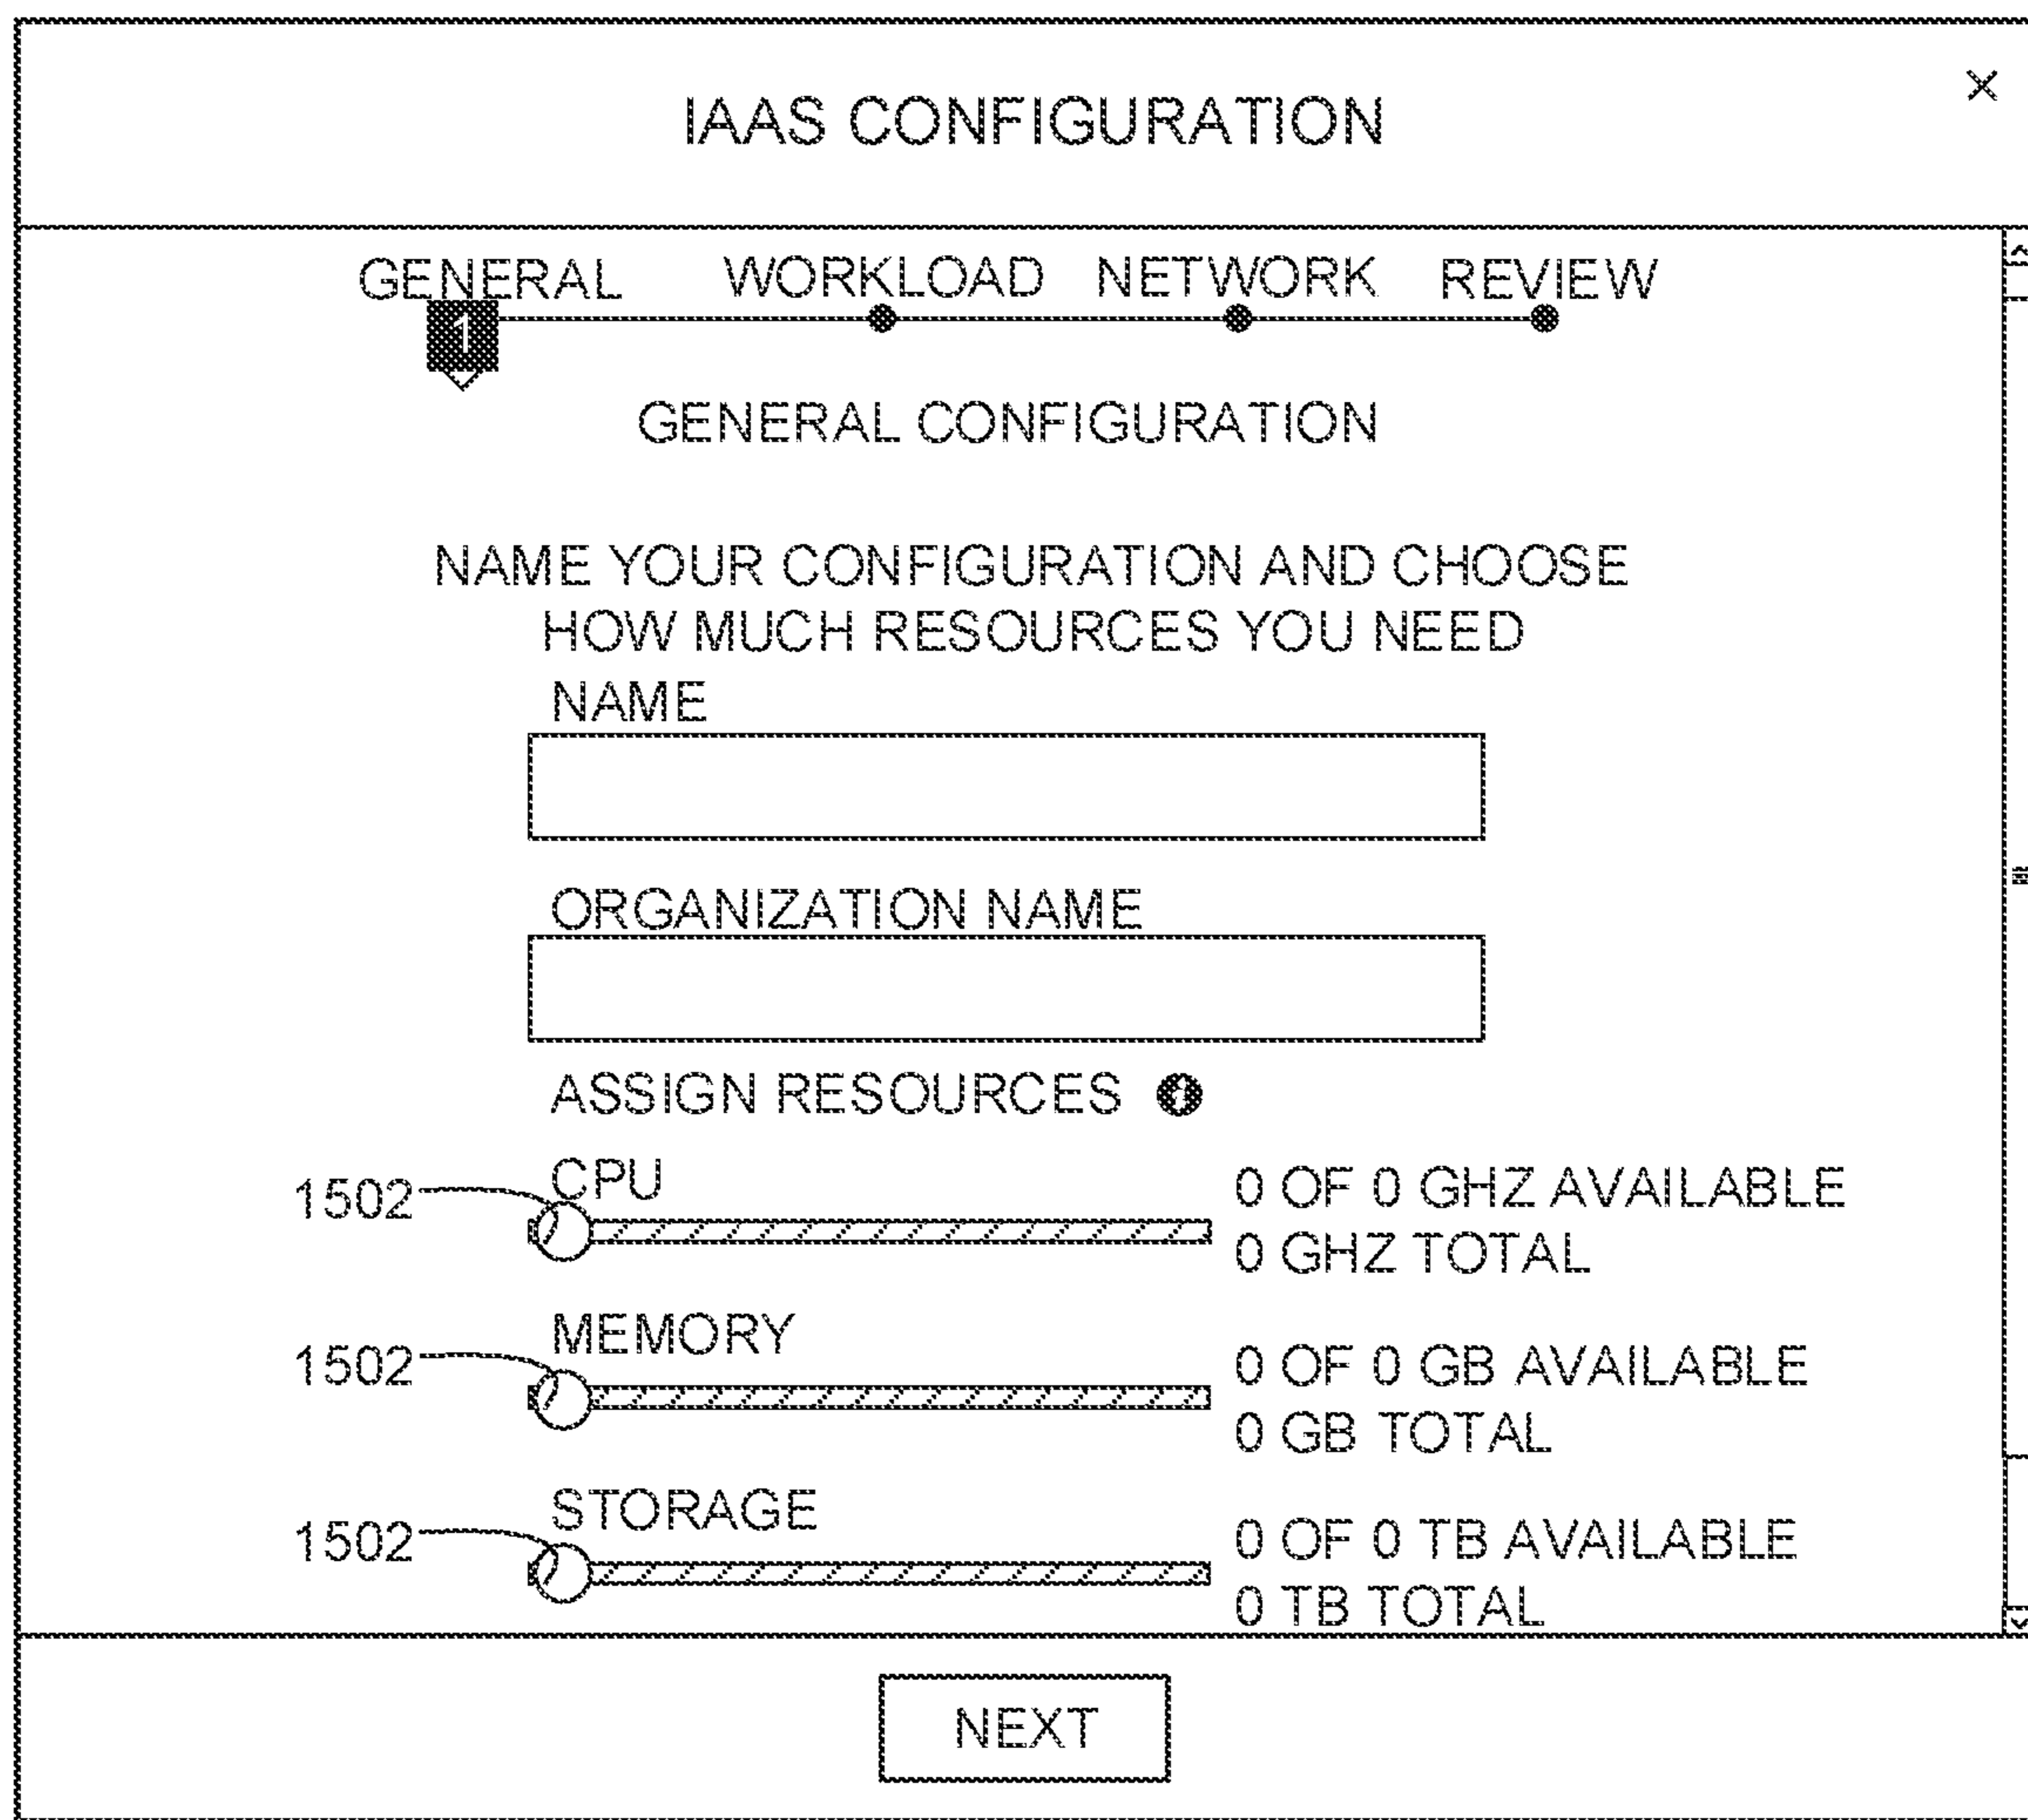 IAAS CONFIGURATION
×
GENERAL WORKLOAD NETWORK REVIEW
1
GENERAL CONFIGURATION
NAME YOUR CONFIGURATION AND CHOOSE
HOW MUCH RESOURCES YOU NEED
NAME
ORGANIZATION NAME
ASSIGN RESOURCES
CPU
1502
0 OF 0 GHZ AVAILABLE
0 GHZ TOTAL
MEMORY
1502
0 OF 0 GB AVAILABLE
0 GB TOTAL
STORAGE
1502
0 OF 0 TB AVAILABLE
0 TB TOTAL
NEXT